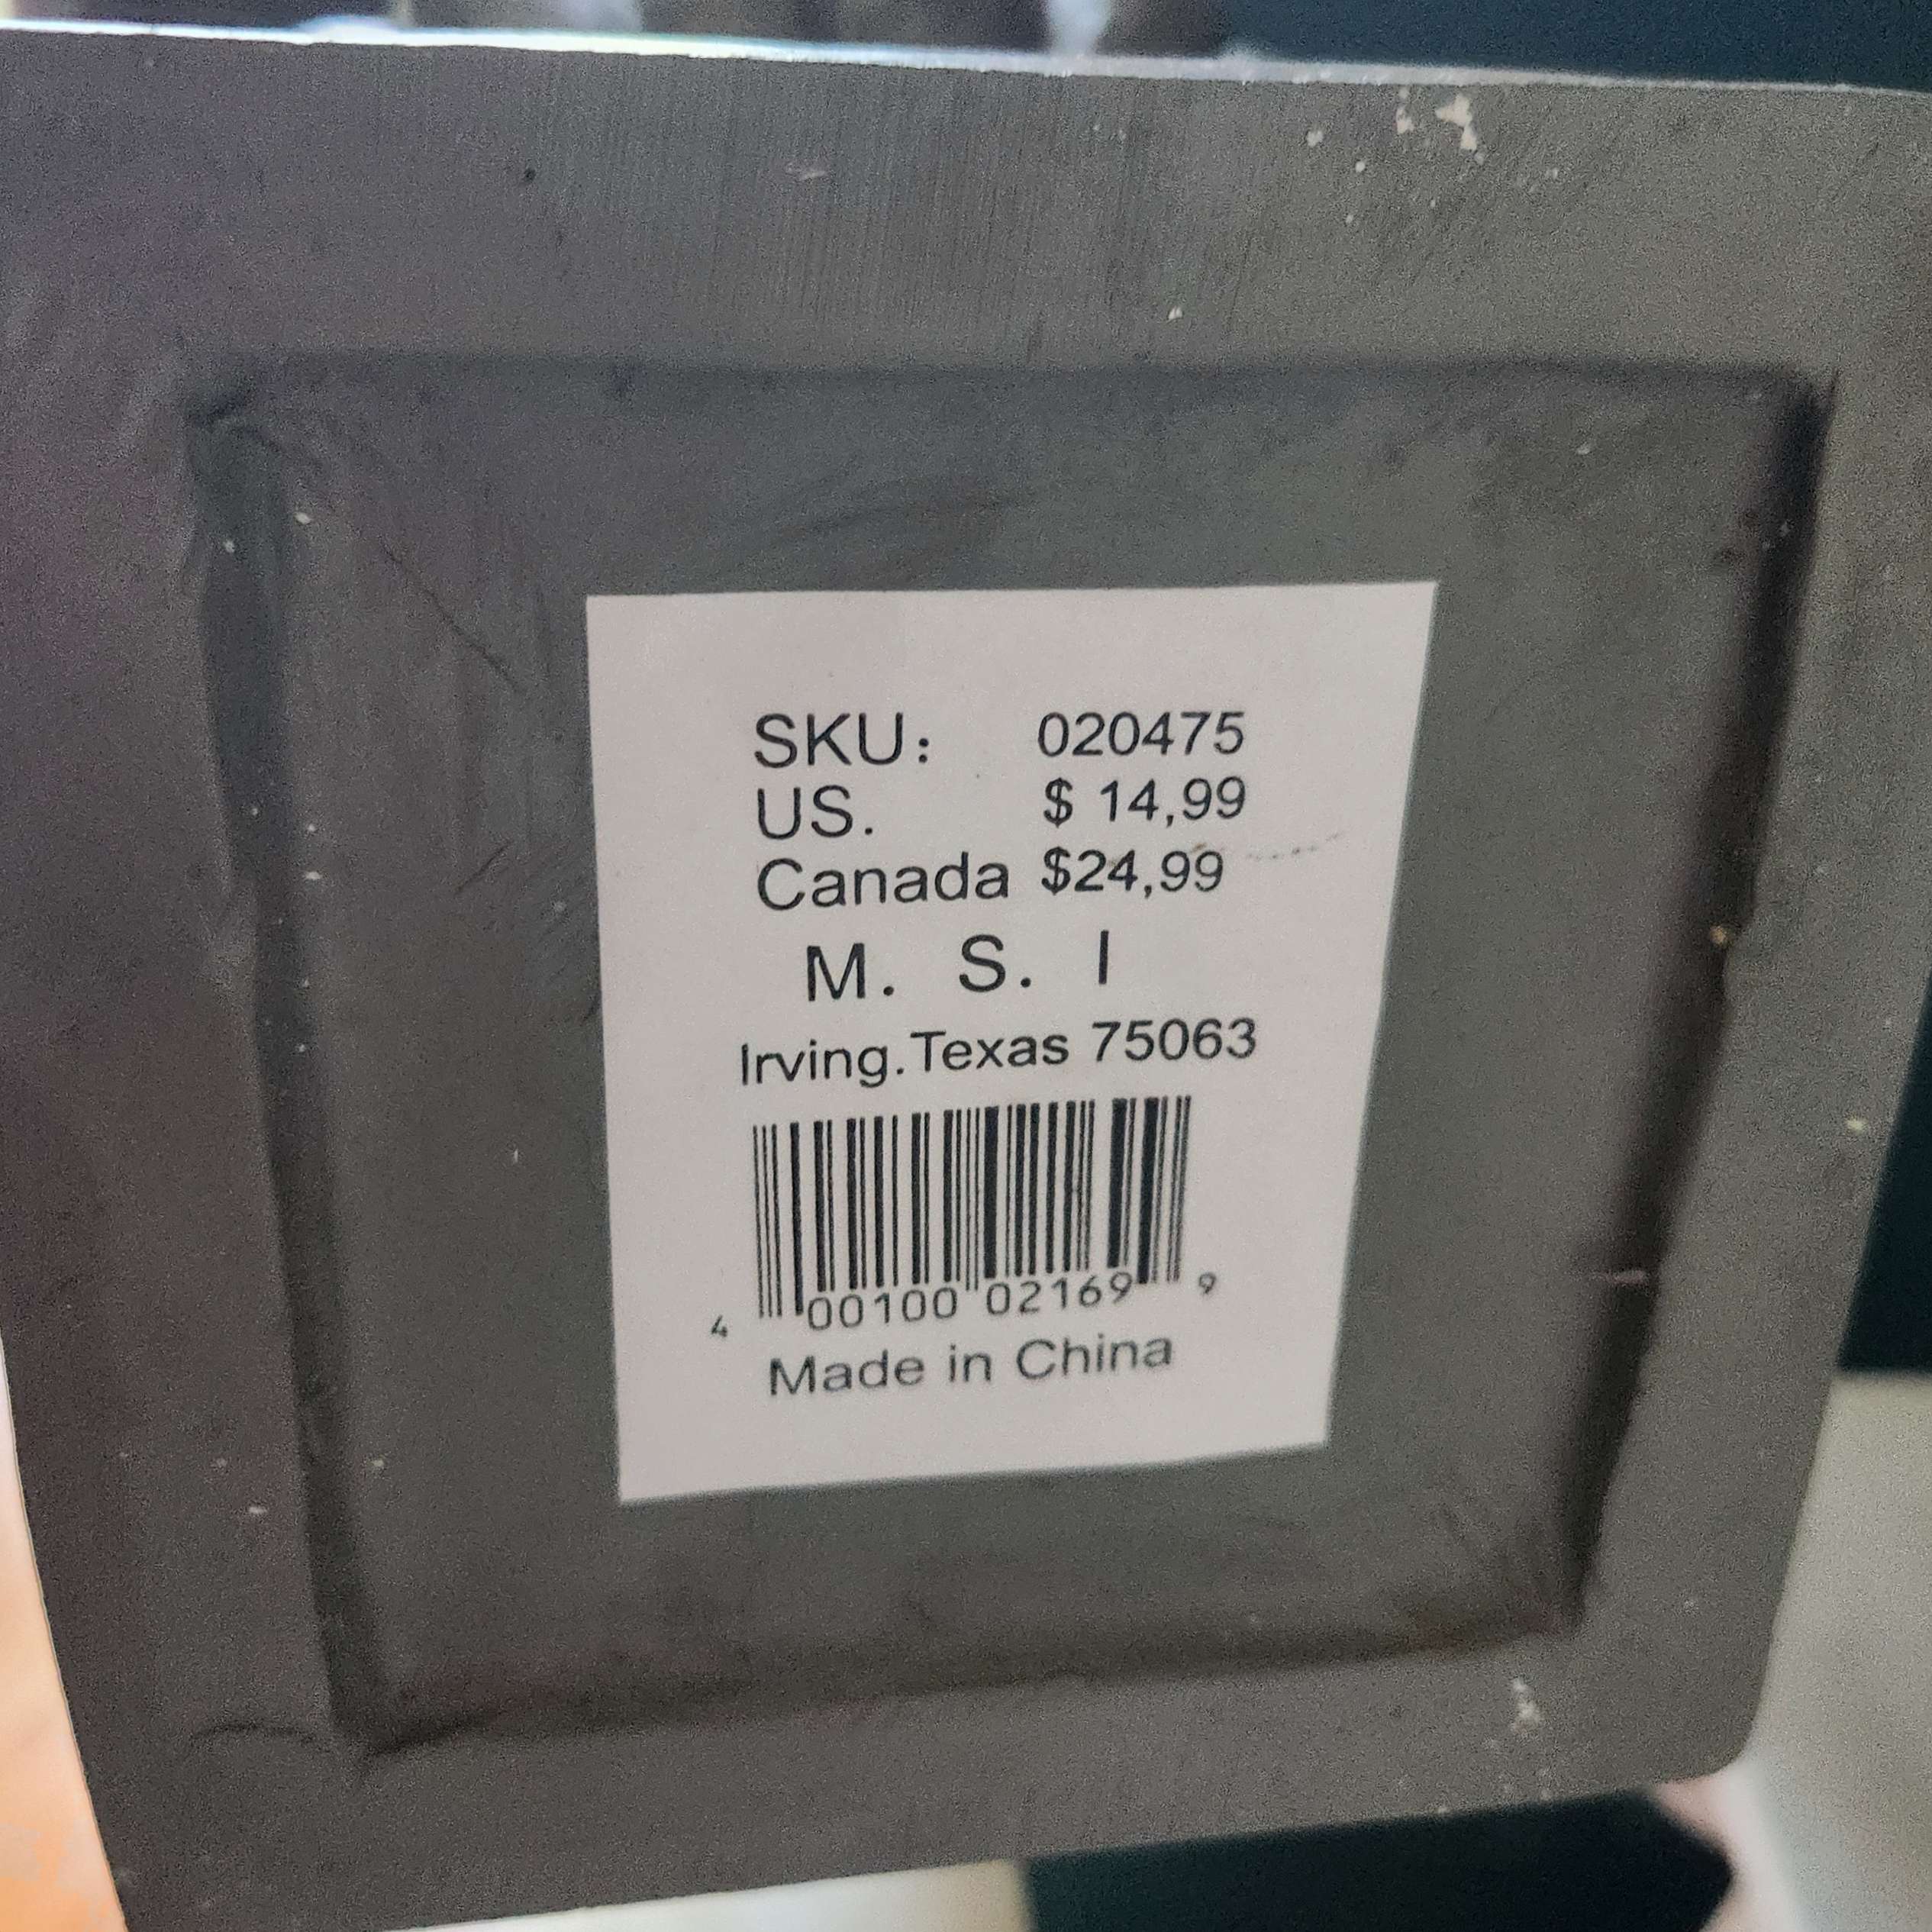 SKU: 020475
US. $ 14,99
Canada $24,99
M. S. I
Irving.Texas 75063
4 00100 02169 9
Made in China